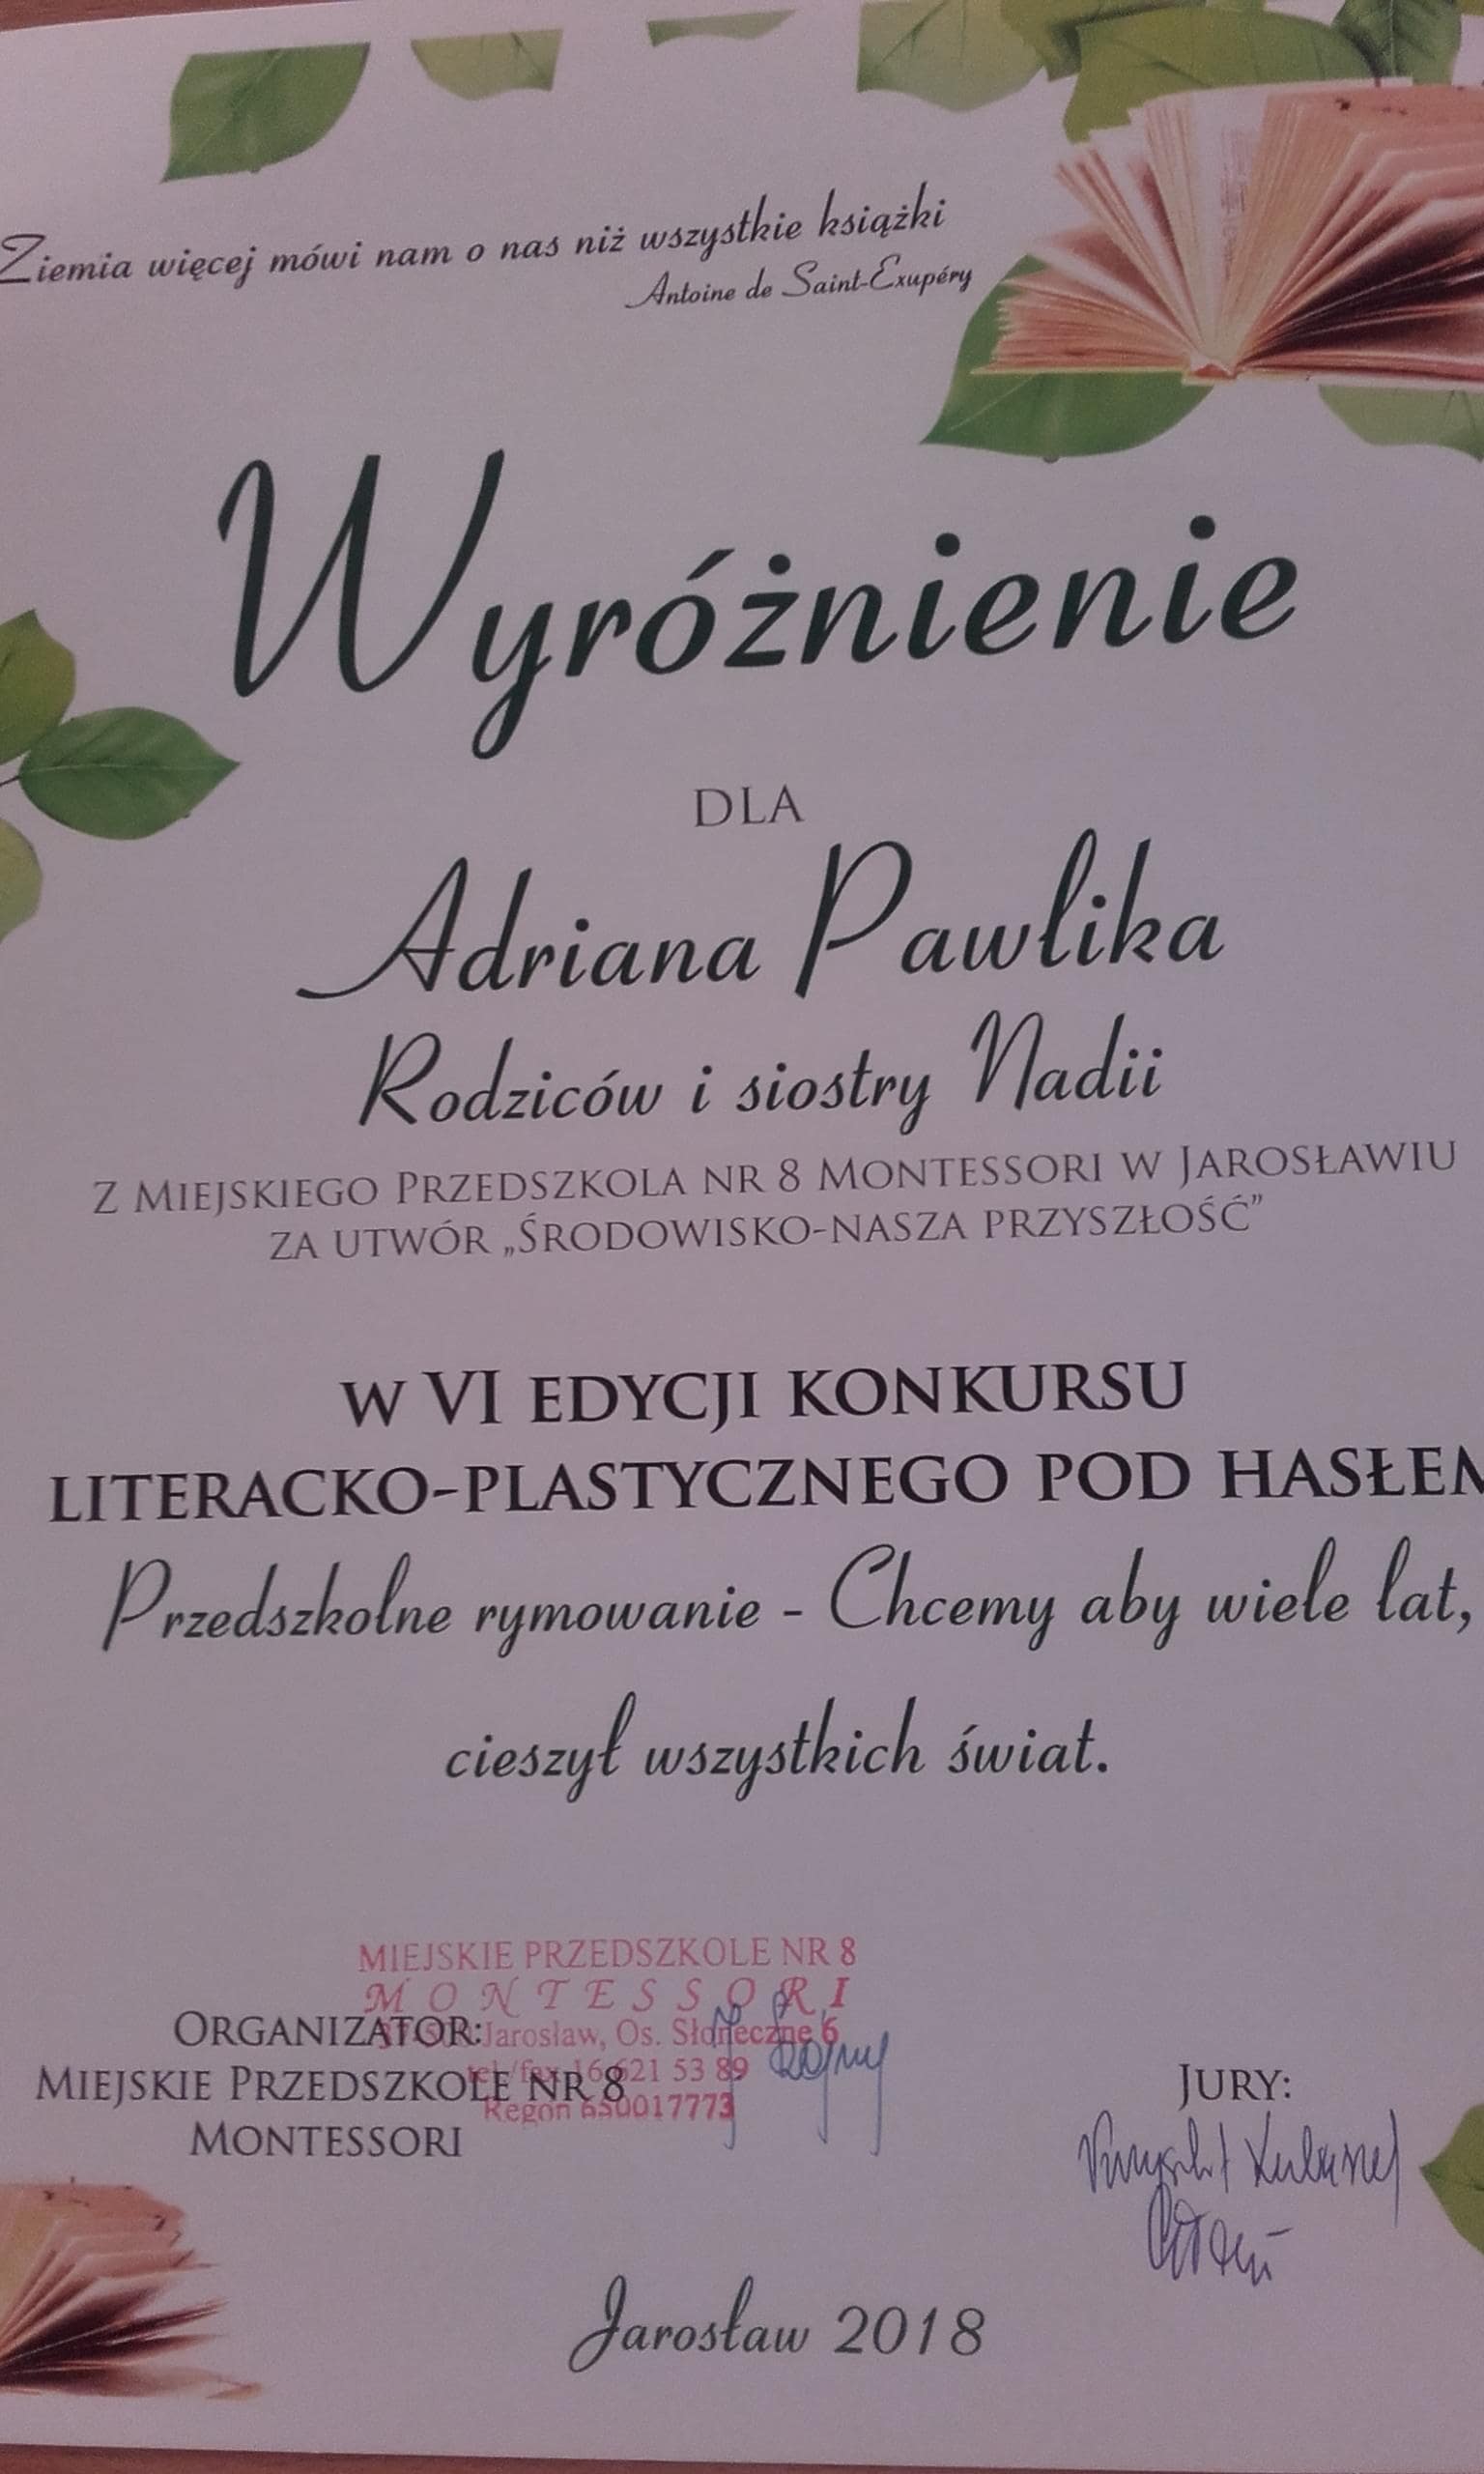 Ziemia więcej mówi nam o nas niż wszystkie książki
Antoine de Saint-Exupéry
Wyróżnienie
DLA
Adriana Pawlika
Rodziców i siostry Nadii
Z MIEJSKIEGO PRZEDSZKOLA NR 8 MONTESSORI W JAROSŁAWIU
ZA UTWÓR „ŚRODOWISKO-NASZA PRZYSZŁOŚĆ”
W VI EDYCJI KONKURSU
LITERACKO-PLASTYCZNEGO POD HASŁEM
Przedszkolne rymowanie - Chcemy aby wiele lat,
cieszył wszystkich świat.
MIEJSKIE PRZEDSZKOLE NR 8
MONTESSORI
Jarosław, Os. Słoneczne 6
tel./fax 16 621 53 89
Regon 650017773
ORGANIZATOR:
MIEJSKIE PRZEDSZKOLE NR 8
MONTESSORI
JURY:
Jarosław 2018